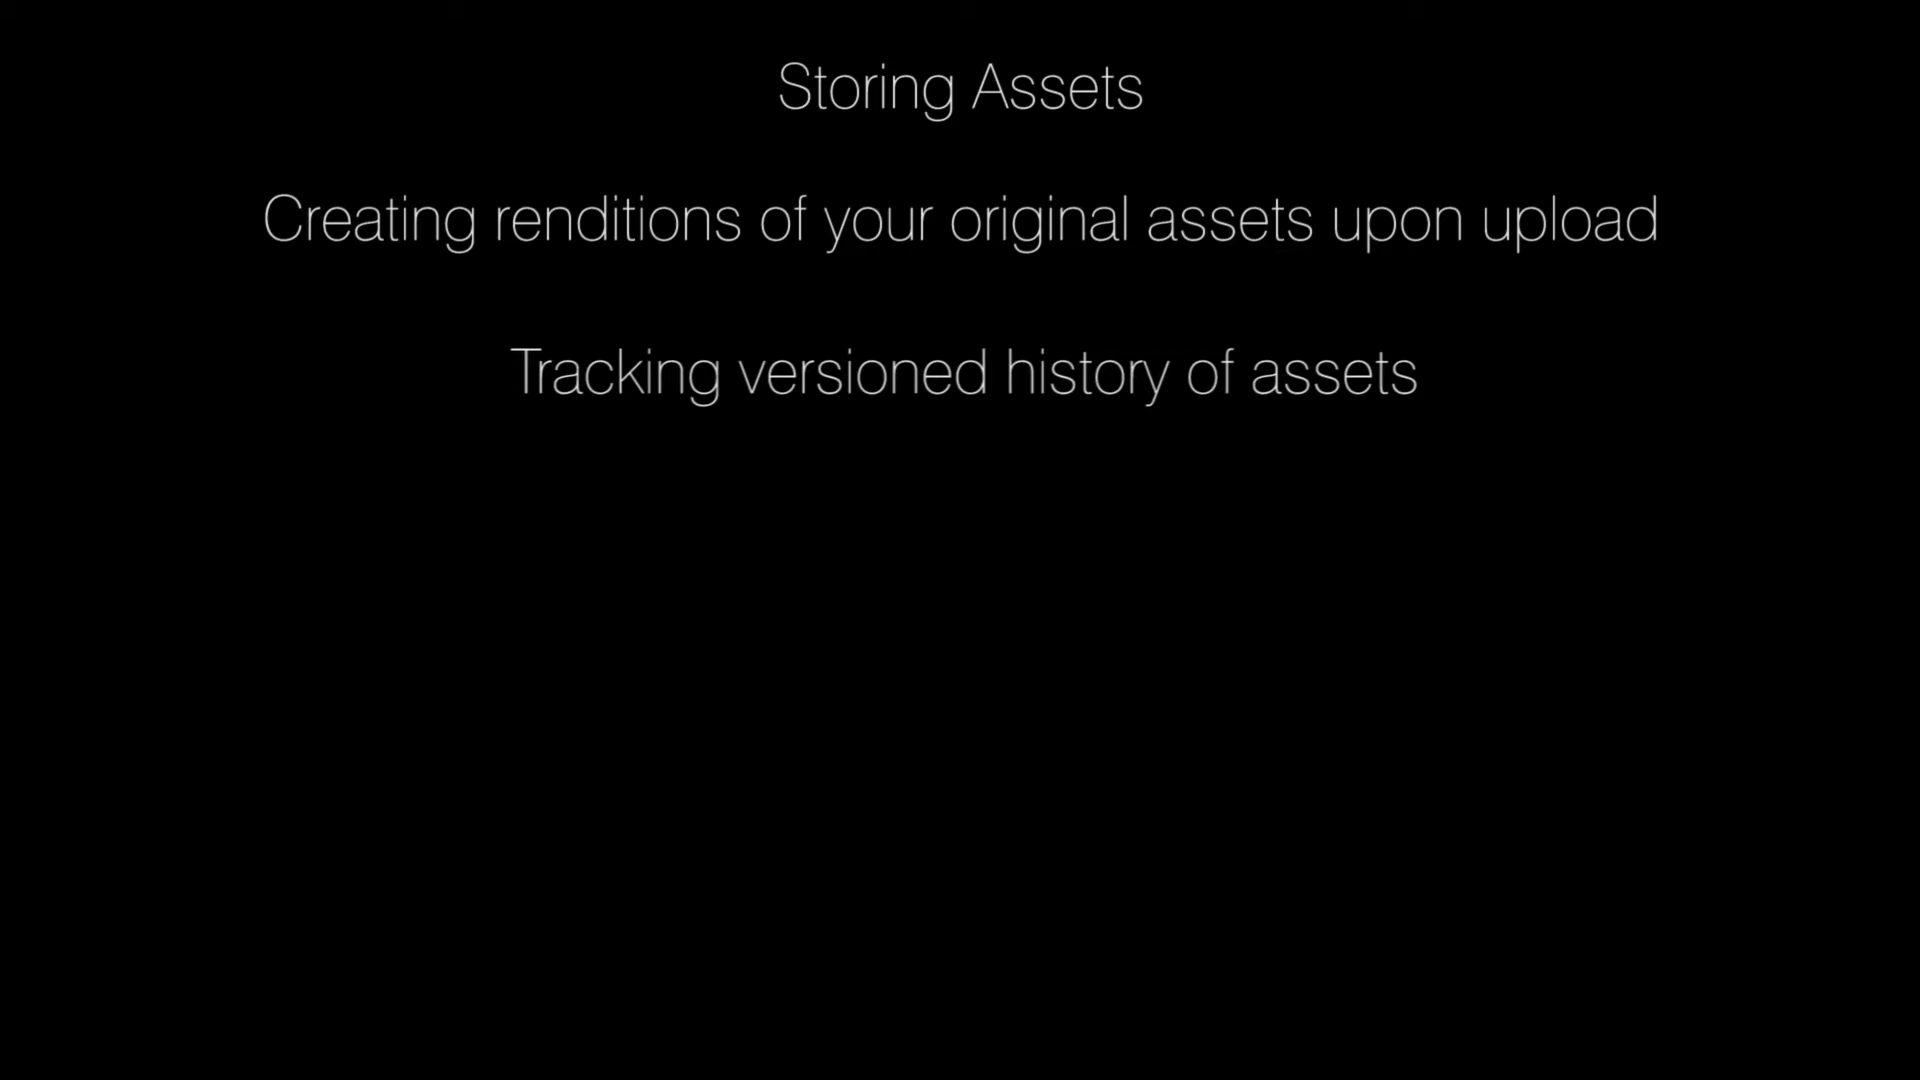 Storing Assets
Creating renditions of your original assets upon upload
Tracking versioned history of assets